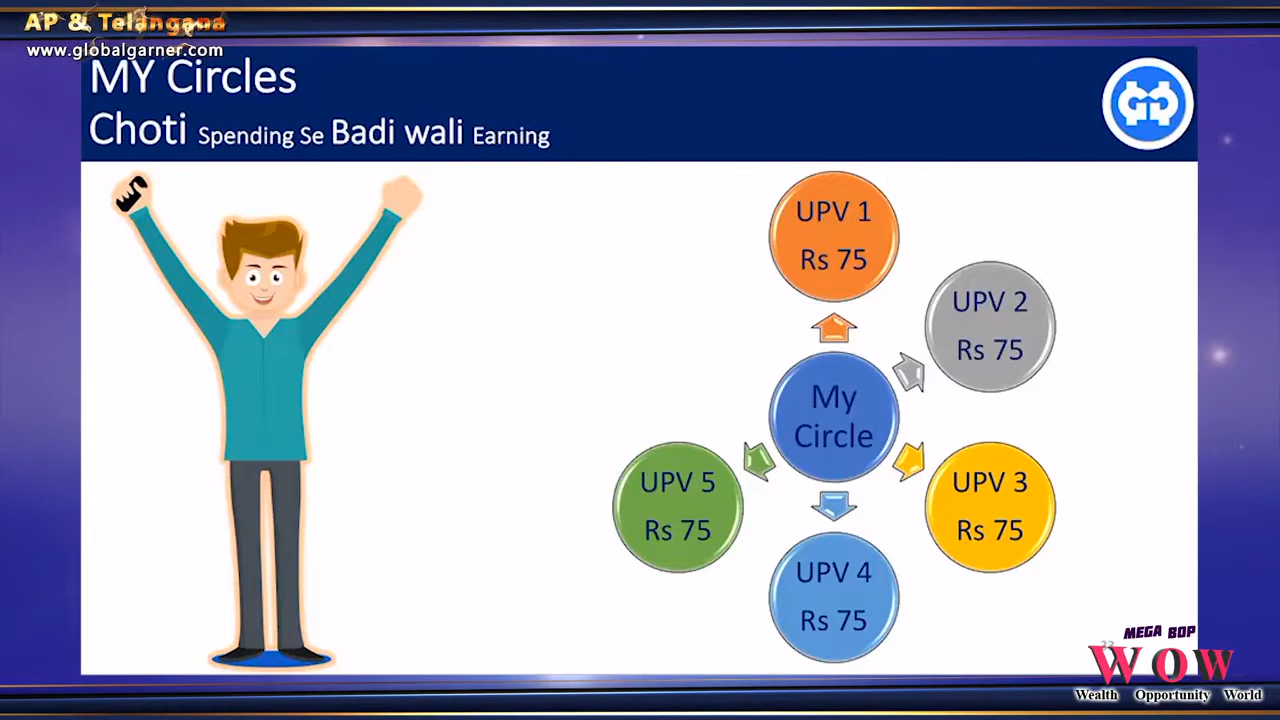 AP & Telangana
www.globalgarner.com
MY Circles
Choti Spending Se Badi wali Earning
UPV 1
Rs 75
UPV 2
Rs 75
My
Circle
UPV 5
Rs 75
UPV 3
Rs 75
UPV 4
Rs 75
MEGA BOP
WOW
Wealth Opportunity World